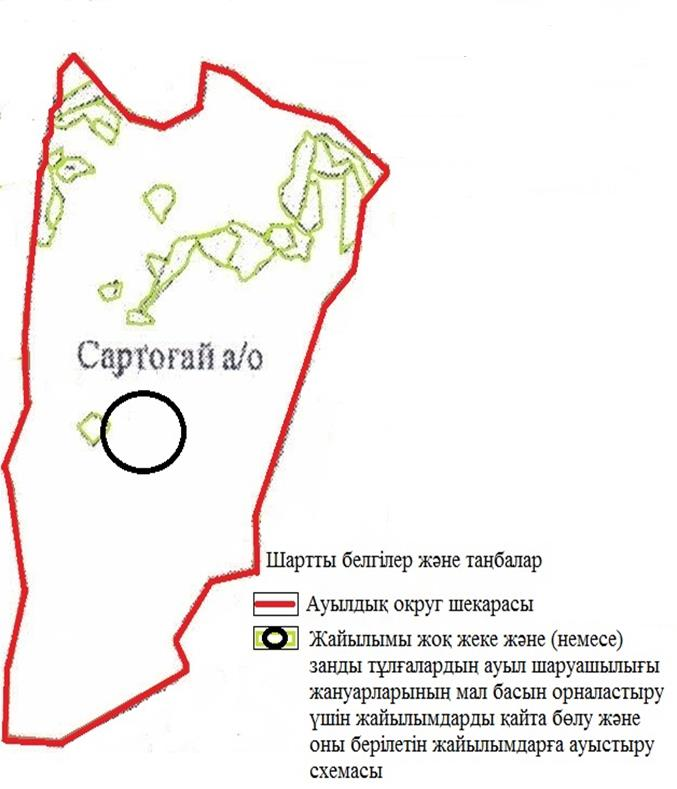 Сартоғай а/о
Шартты белгілер және таңбалар
Ауылдық округ шекарасы
Жайылымы жоқ жеке және (немесе)
заңды тұлғалардың ауыл шаруашылығы
жануарларының мал басын орналастыру
үшін жайылымдарды қайта бөлу және
оны берілетін жайылымдарға ауыстыру
схемасы